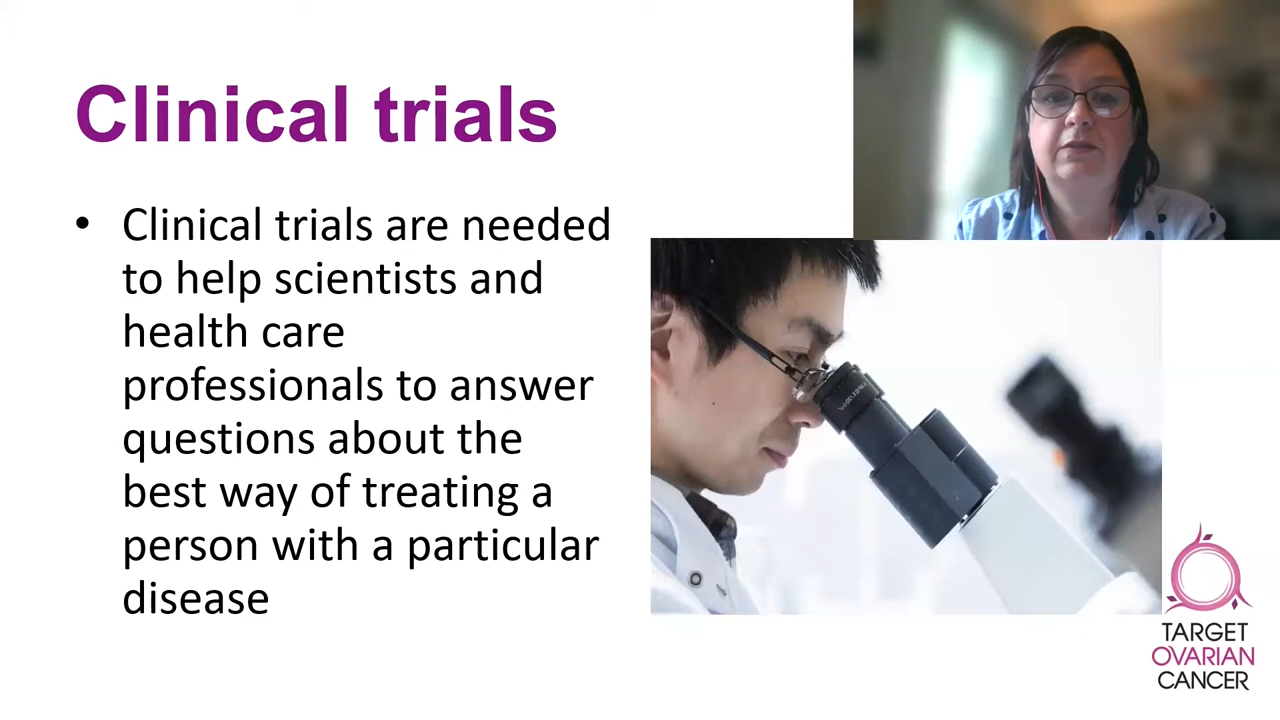 Clinical trials
• Clinical trials are needed
to help scientists and
health care
professionals to answer
questions about the
best way of treating a
person with a particular
disease
TARGET
OVARIAN
CANCER